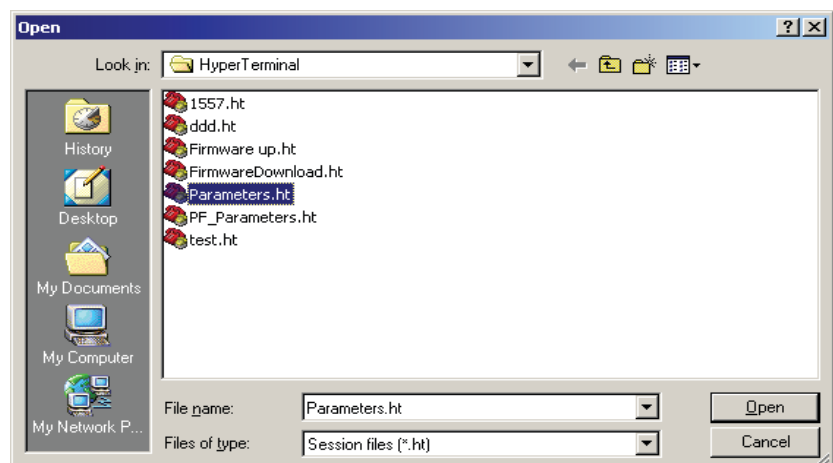 Open
Look in: HyperTerminal
History
Desktop
My Documents
My Computer
My Network P...
1557.ht
ddd.ht
Firmware up.ht
FirmwareDownload.ht
Parameters.ht
PF_Parameters.ht
test.ht
File name: Parameters.ht Open
Files of type: Session files (*.ht) Cancel